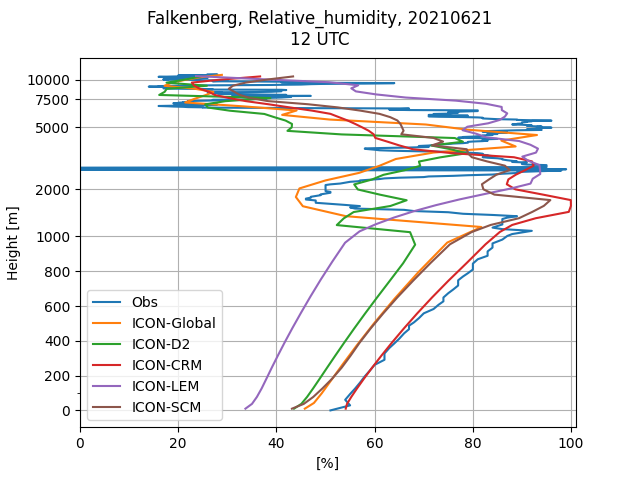 Falkenberg, Relative_humidity, 20210621
12 UTC
10000
7500
5000
2000
1000
800
600
400
200
0
Height [m]
Obs
ICON-Global
ICON-D2
ICON-CRM
ICON-LEM
ICON-SCM
0 20 40 60 80 100
[%]